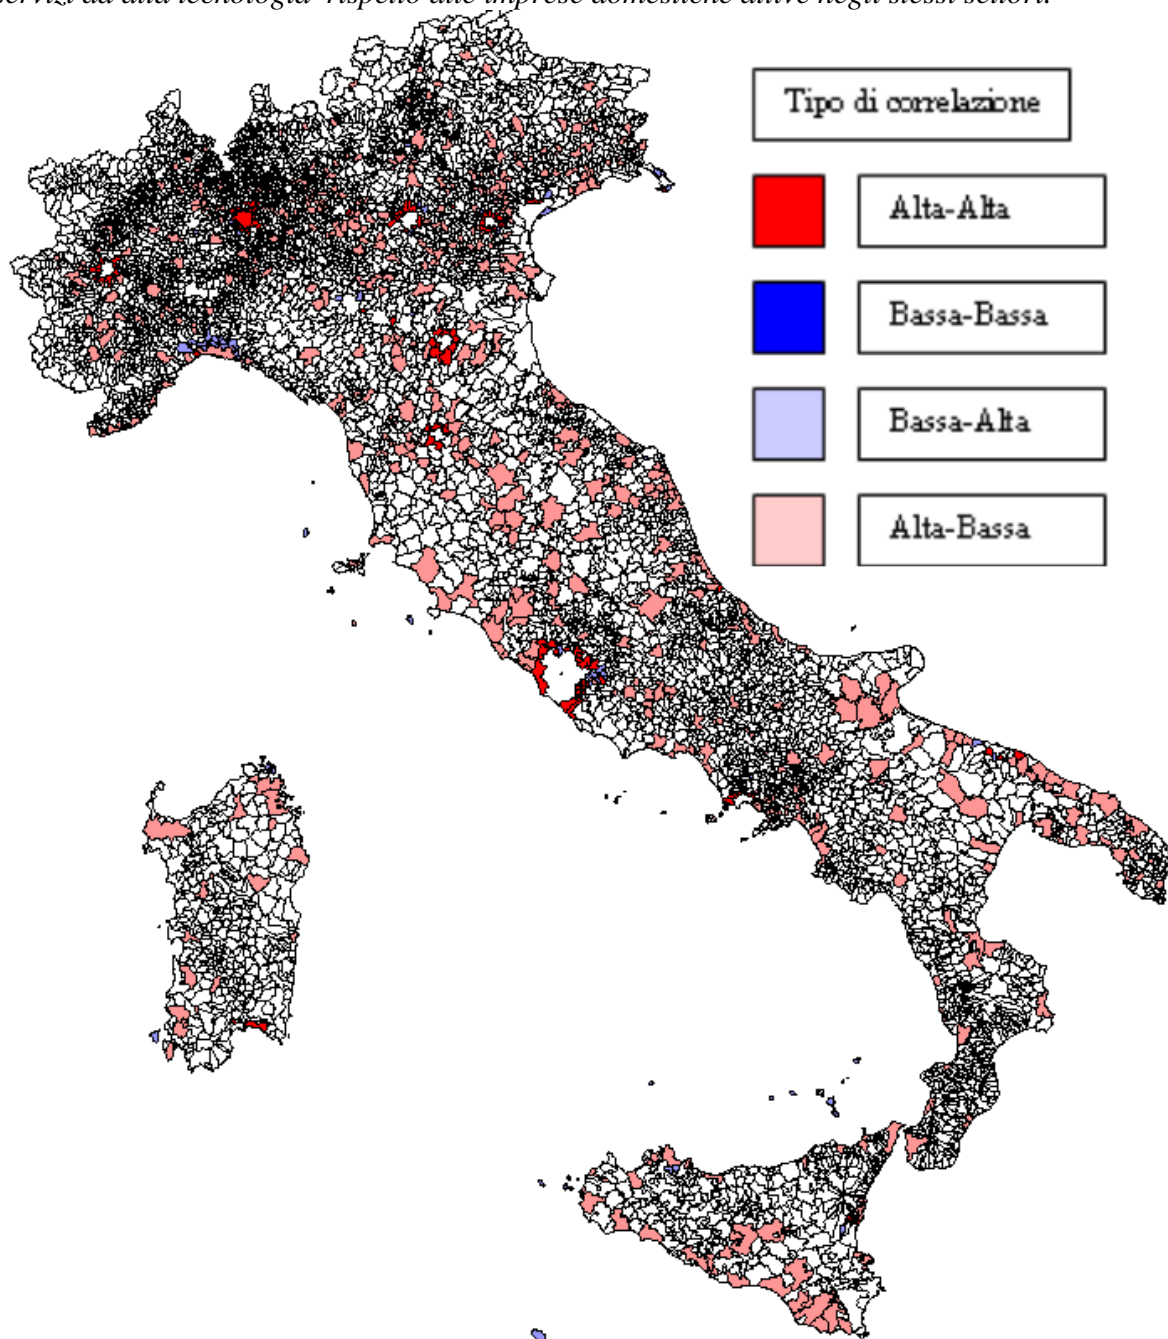 servizi ad alta tecnologia rispetto alle imprese domestiche attive negli stessi settori.
Tipo di correlazione
Alta-Alta
Bassa-Bassa
Bassa-Alta
Alta-Bassa